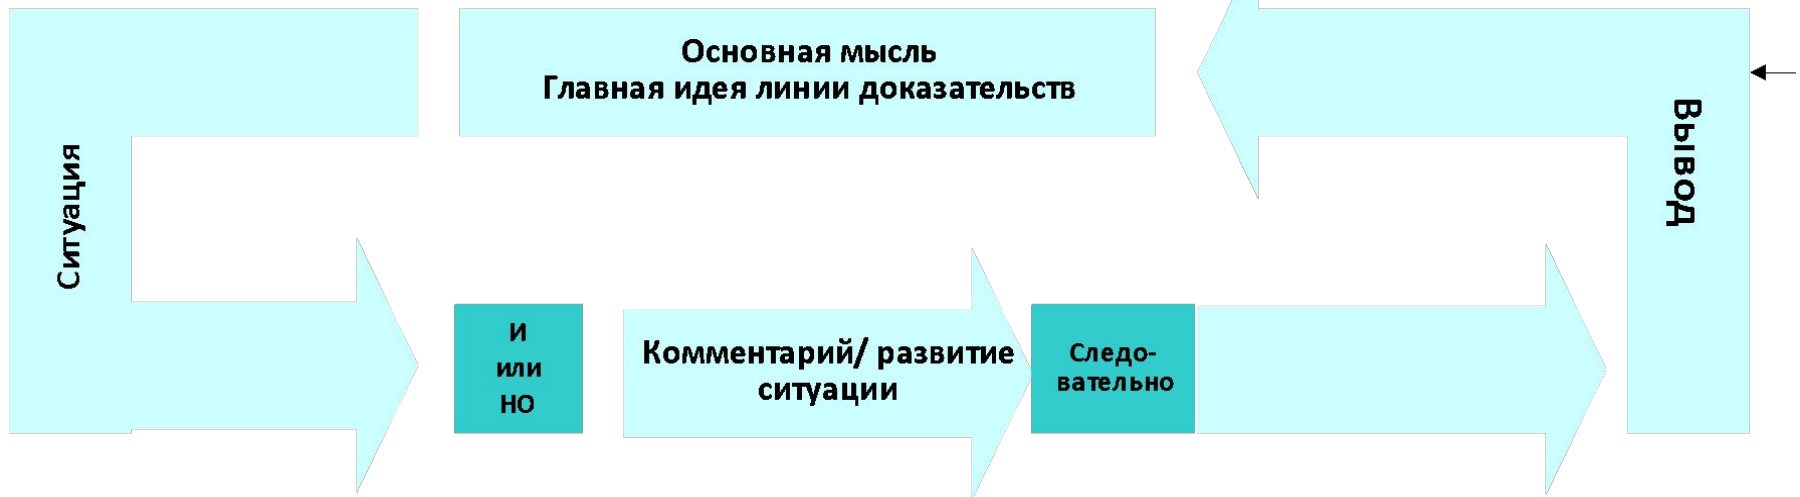 Основная мысль
Главная идея линии доказательств
Ситуация
Вывод
И
или
НО
Комментарий/ развитие
ситуации
Следо-
вательно